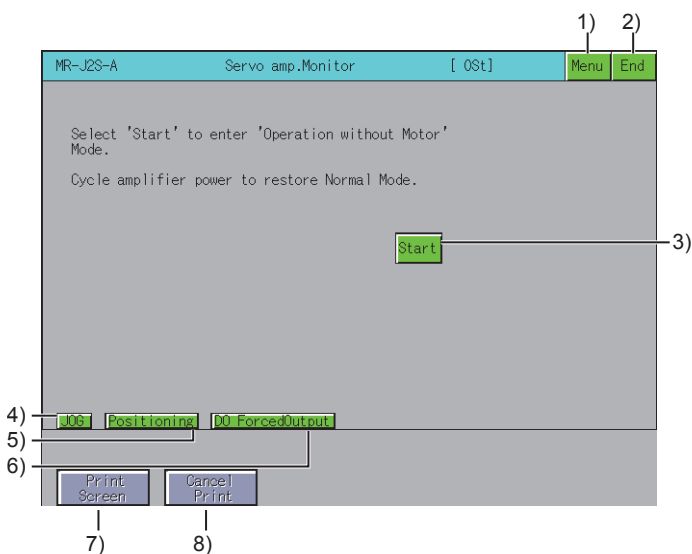 1) 2)
MR-J2S-A Servo amp.Monitor [ 0St] Menu End
Select 'Start' to enter 'Operation without Motor'
Mode.
Cycle amplifier power to restore Normal Mode.
Start 3)
4) JOG Positioning DO ForcedOutput
5)
6)
Print
Screen
Cancel
Print
7) 8)